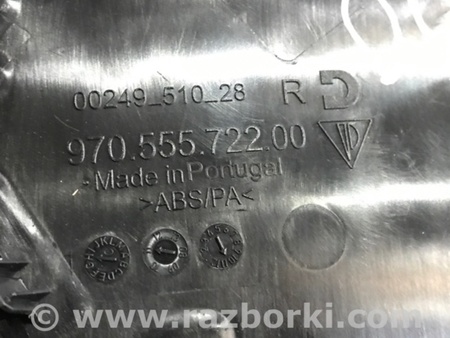 00249_510_28 R
970.555.722.00
Made in Portugal
>ABS/PA<
© www.razborki.com